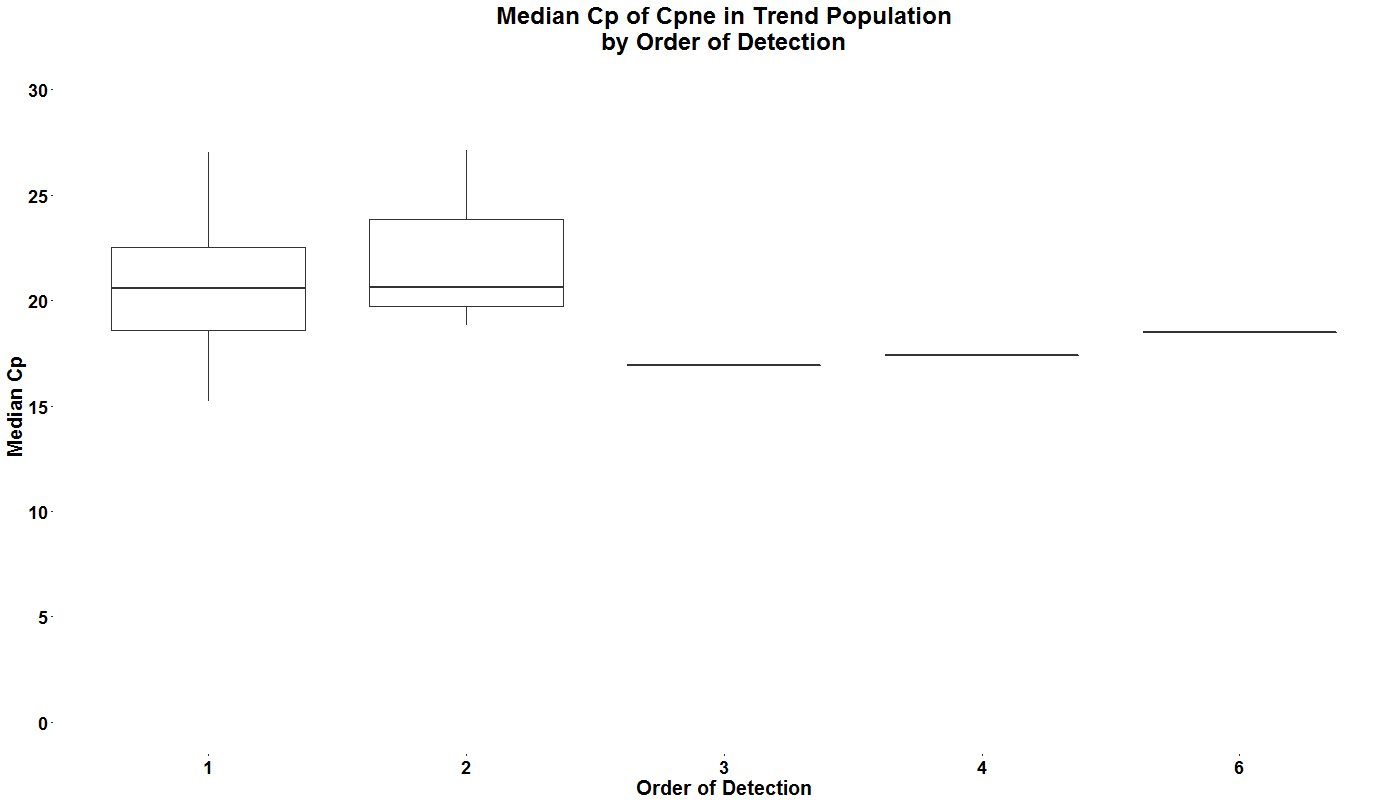 Median Cp of Cpne in Trend Population
by Order of Detection
30
25
20
15
10
5
0
Median Cp
1 2 3 4 6
Order of Detection